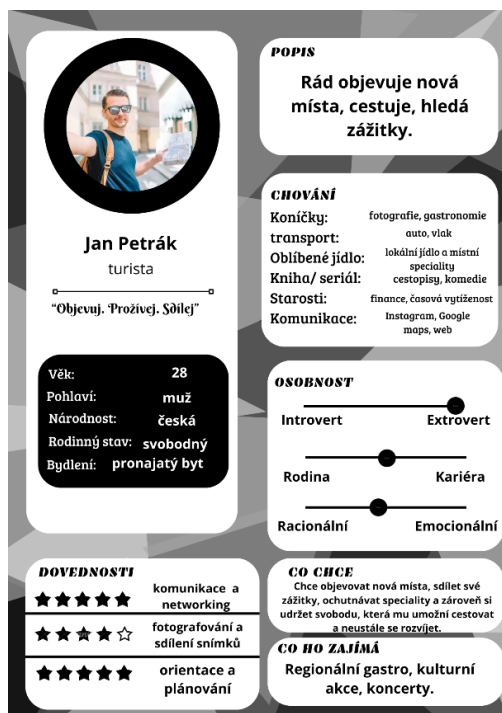 Jan Petrák
turista
“Objevuj. Prožívej. Sdílej”
Věk: 28
Pohlaví: muž
Národnost: česká
Rodinný stav: svobodný
Bydlení: pronajatý byt
POPIS
Rád objevuje nová
místa, cestuje, hledá
zážitky.
CHOVÁNÍ
Koníčky: fotografie, gastronomie
transport: auto, vlak
Oblíbené jídlo: lokální jídlo a místní
speciality
Kniha/ seriál: cestopisy, komedie
Starosti: finance, časová vytíženost
Komunikace: Instagram, Google
maps, web
OSOBNOST
Introvert Extrovert
Rodina Kariéra
Racionální Emocionální
DOVEDNOSTI
komunikace a
networking
fotografování a
sdílení snímků
orientace a
plánování
CO CHCE
Chce objevovat nová místa, sdílet své
zážitky, ochutnávat speciality a zároveň si
udržet svobodu, která mu umožní cestovat
a neustále se rozvíjet.
CO HO ZAJÍMÁ
Regionální gastro, kulturní
akce, koncerty.